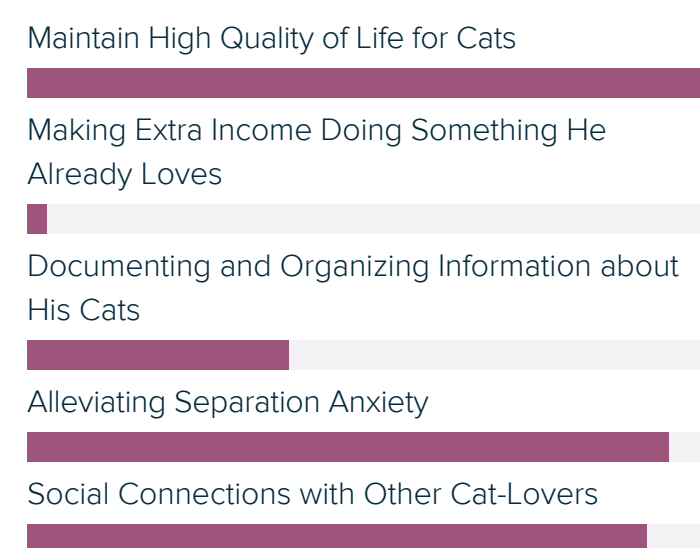 Maintain High Quality of Life for Cats
Making Extra Income Doing Something He
Already Loves
Documenting and Organizing Information about
His Cats
Alleviating Separation Anxiety
Social Connections with Other Cat-Lovers